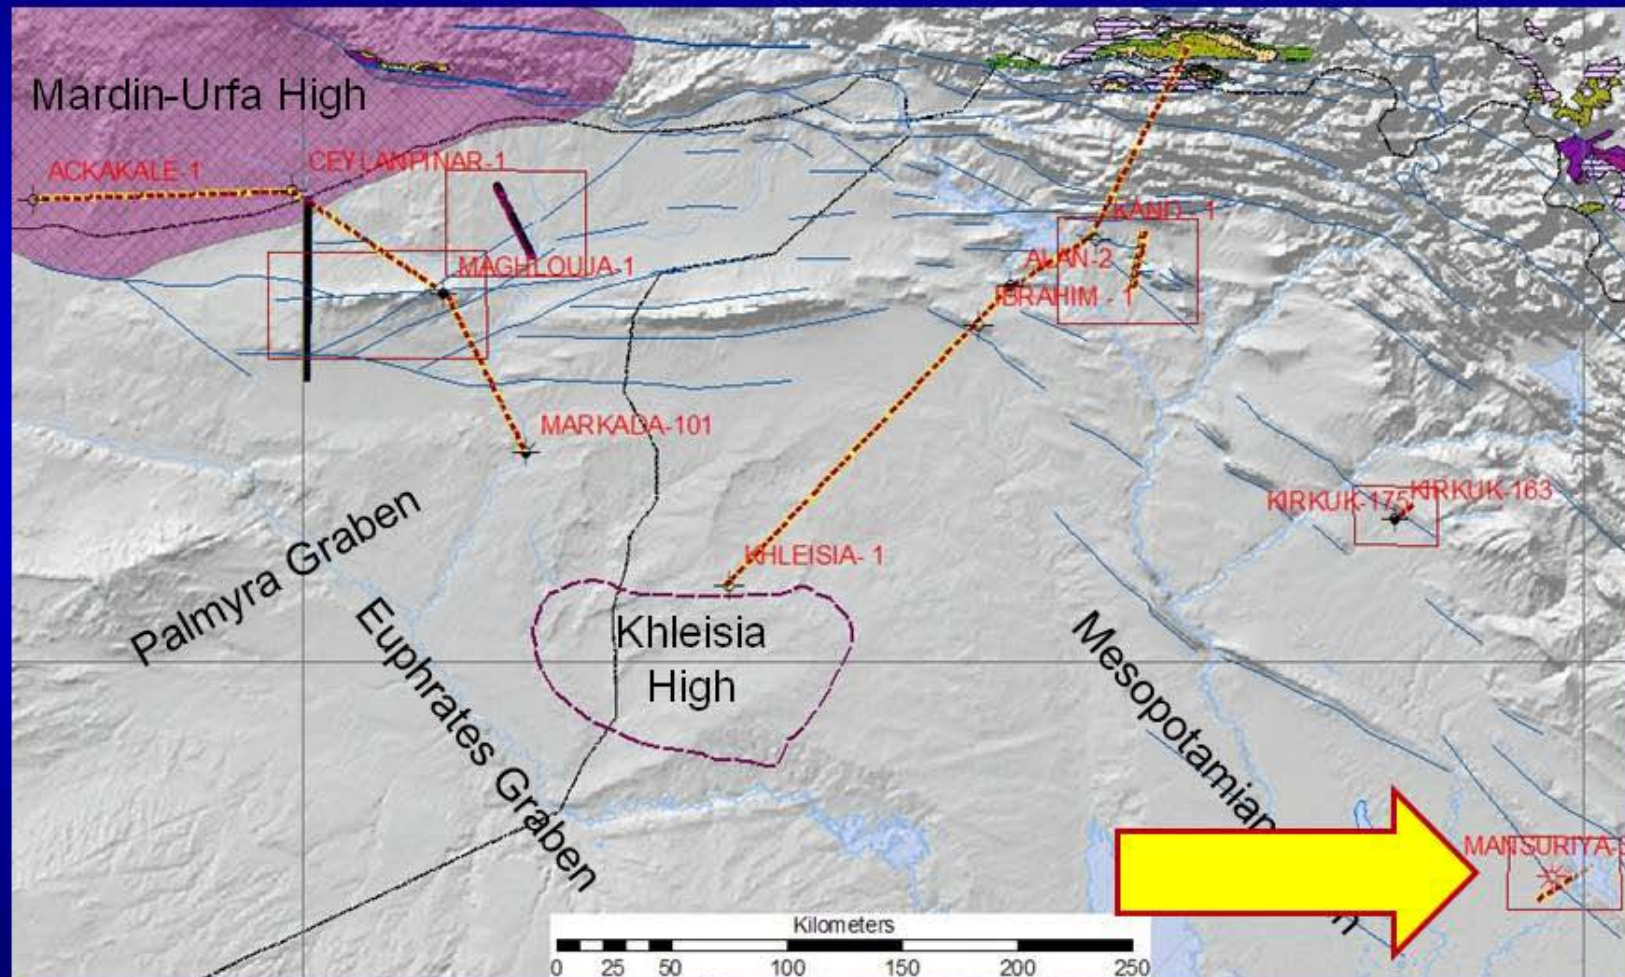 Mardin-Urfa High
ACKAKALE-1
CEYLANPINAR-1
MAGHLOUJA-1
KAND - 1
ALAN-2
IBRAHIM - 1
MARKADA-101
KIRKUK-175
KIRKUK-163
KHLEISIA- 1
Palmyra Graben
Euphrates Graben
Khleisia
High
Mesopotamian
MANSURIYA-
Kilometers
0 25 50 100 150 200 250